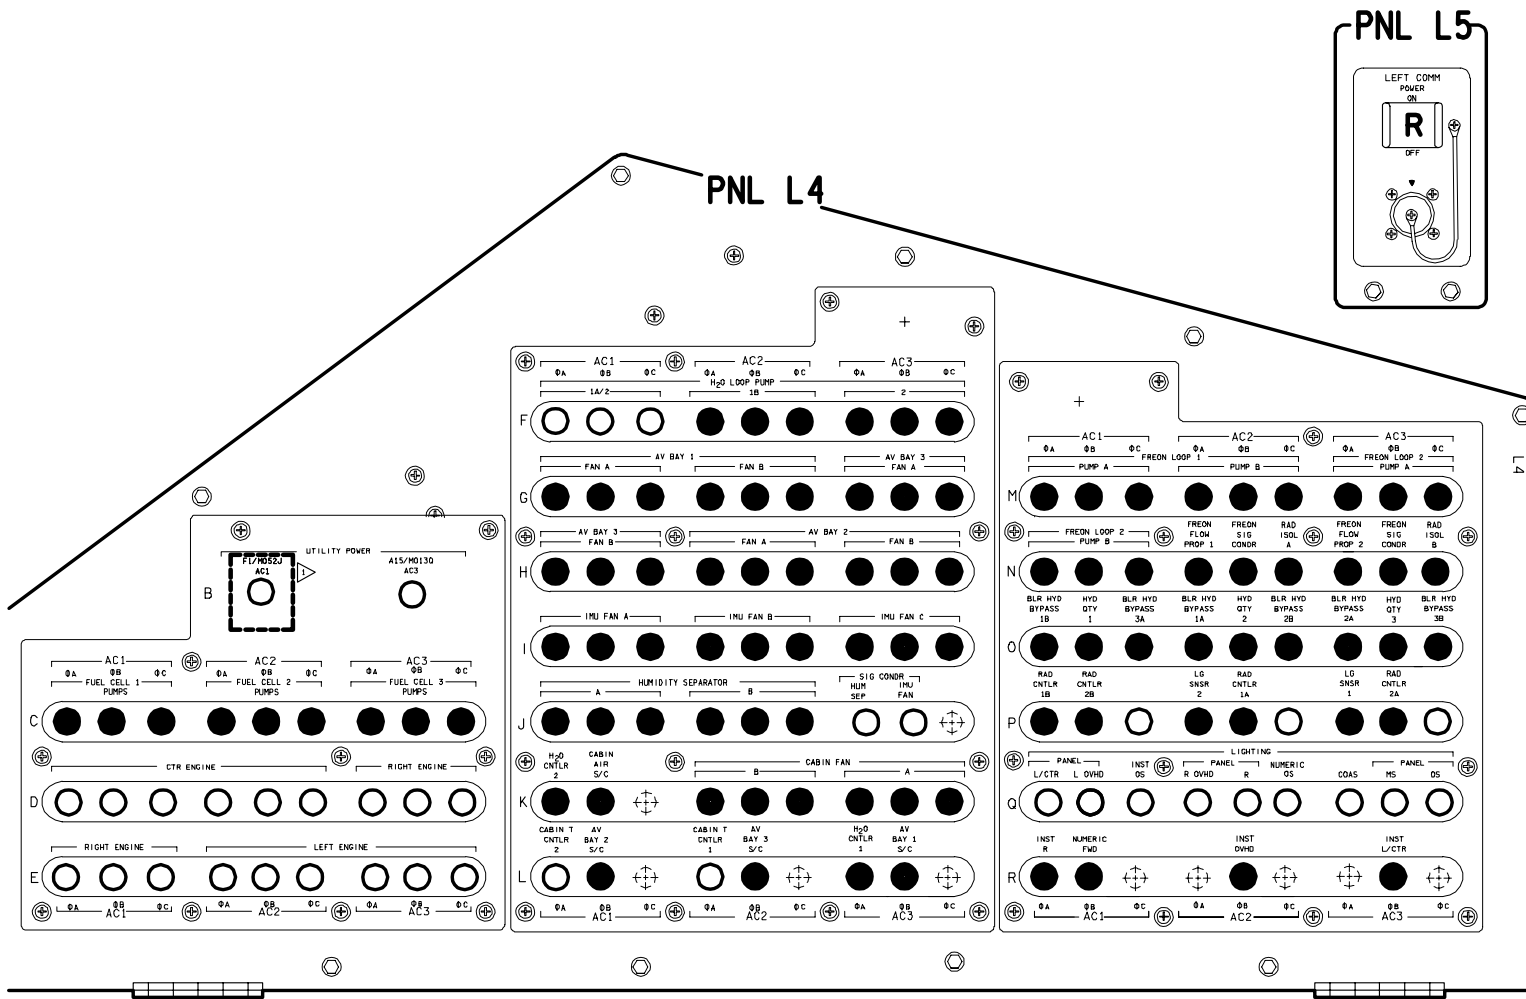 PNL L5
LEFT COMM
POWER
ON
R
OFF
PNL L4
L4
UTILITY POWER
F1/MO52J A15/MO13Q
AC1 AC3
1
B
AC1 AC2 AC3
ΦA ΦB ΦC ΦA ΦB ΦC ΦA ΦB ΦC
FUEL CELL 1 FUEL CELL 2 FUEL CELL 3
PUMPS PUMPS PUMPS
C
CTR ENGINE RIGHT ENGINE
D
RIGHT ENGINE LEFT ENGINE
E
ΦA ΦB ΦC ΦA ΦB ΦC ΦA ΦB ΦC
AC1 AC2 AC3
AC1 AC2 AC3
ΦA ΦB ΦC ΦA ΦB ΦC ΦA ΦB ΦC
H2O LOOP PUMP
1A/2 1B 2
F
AV BAY 1 AV BAY 3
FAN A FAN B FAN A
G
AV BAY 3 AV BAY 2
FAN B FAN A FAN B
H
IMU FAN A IMU FAN B IMU FAN C
I
HUMIDITY SEPARATOR SIG CONDR
A B HUM IMU
SEP FAN
J
H2O CABIN
CNTLR AIR CABIN FAN
2 S/C B A
K
CABIN T AV CABIN T AV H2O AV
CNTLR BAY 2 CNTLR BAY 3 CNTLR BAY 1
2 S/C 1 S/C 1 S/C
L
ΦA ΦB ΦC ΦA ΦB ΦC ΦA ΦB ΦC
AC1 AC2 AC3
AC1 AC2 AC3
ΦA ΦB ΦC ΦA ΦB ΦC ΦA ΦB ΦC
FREON LOOP 1 FREON LOOP 2
PUMP A PUMP B PUMP A
M
FREON LOOP 2 FREON FREON RAD FREON FREON RAD
PUMP B FLOW SIG ISOL FLOW SIG ISOL
PROP 1 CONDR A PROP 2 CONDR B
N
BLR HYD HYD BLR HYD BLR HYD HYD BLR HYD BLR HYD HYD BLR HYD
BYPASS QTY BYPASS BYPASS QTY BYPASS BYPASS QTY BYPASS
1B 1 3A 1A 2 2B 2A 3 3B
O
RAD RAD LG RAD LG RAD
CNTLR CNTLR SNSR CNTLR SNSR CNTLR
1B 2B 2 1A 1 2A
P
LIGHTING
PANEL INST PANEL NUMERIC PANEL
L/CTR L OVHD OS R OVHD R OS COAS MS OS
Q
INST NUMERIC INST INST
R FWD OVHD L/CTR
R
ΦA ΦB ΦC ΦA ΦB ΦC ΦA ΦB ΦC
AC1 AC2 AC3